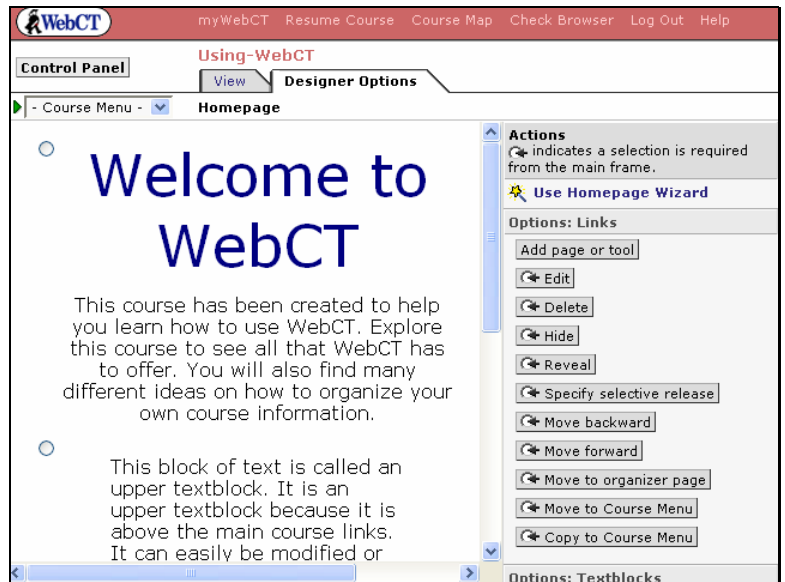 WebCT
myWebCT Resume Course Course Map Check Browser Log Out Help
Control Panel
Using-WebCT
View Designer Options
- Course Menu -
Homepage
Welcome to
WebCT
This course has been created to help
you learn how to use WebCT. Explore
this course to see all that WebCT has
to offer. You will also find many
different ideas on how to organize your
own course information.
This block of text is called an
upper textblock. It is an
upper textblock because it is
above the main course links.
It can easily be modified or
Actions
indicates a selection is required
from the main frame.
Use Homepage Wizard
Options: Links
Add page or tool
Edit
Delete
Hide
Reveal
Specify selective release
Move backward
Move forward
Move to organizer page
Move to Course Menu
Copy to Course Menu
Options: Textblocks